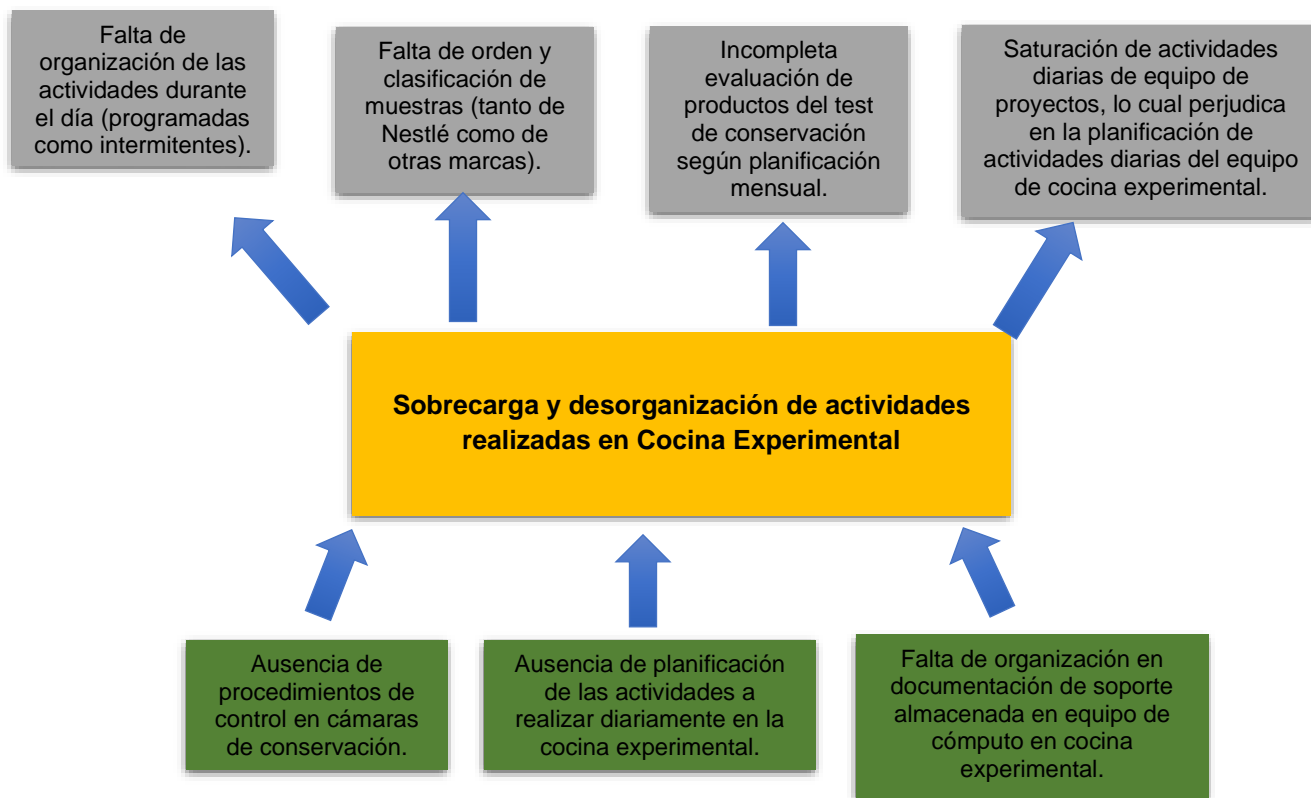 Falta de
organización de las
actividades durante
el día (programadas
como intermitentes).
Falta de orden y
clasificación de
muestras (tanto de
Nestlé como de
otras marcas).
Incompleta
evaluación de
productos del test
de conservación
según planificación
mensual.
Saturación de actividades
diarias de equipo de
proyectos, lo cual perjudica
en la planificación de
actividades diarias del equipo
de cocina experimental.
Sobrecarga y desorganización de actividades
realizadas en Cocina Experimental
Ausencia de
procedimientos de
control en cámaras
de conservación.
Ausencia de planificación
de las actividades a
realizar diariamente en la
cocina experimental.
Falta de organización en
documentación de soporte
almacenada en equipo de
cómputo en cocina
experimental.